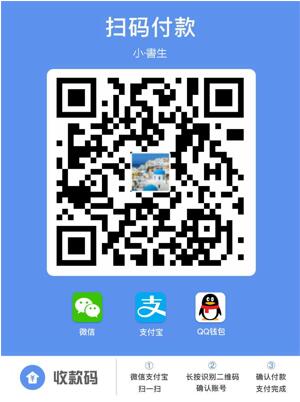 扫码付款
小·書生
支
微信
支付宝
QQ钱包
收款码
①
微信支付宝
扫一扫
②
长按识别二维码
确认账号
③
确认付款
支付完成